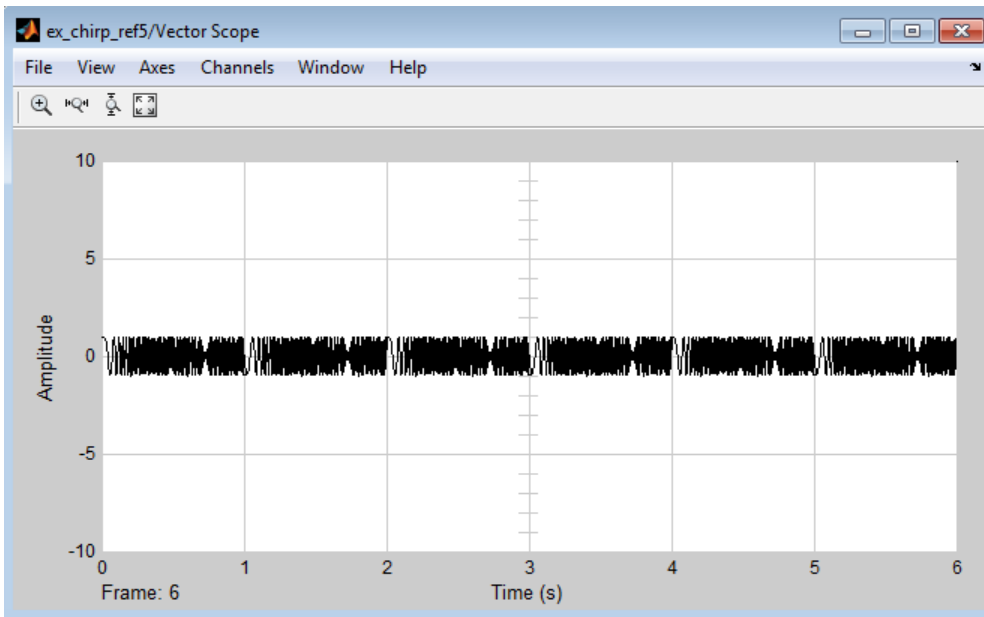 ex_chirp_ref5/Vector Scope
File View Axes Channels Window Help
10
5
0
-5
-10
Amplitude
0 1 2 3 4 5 6
Frame: 6 Time (s)